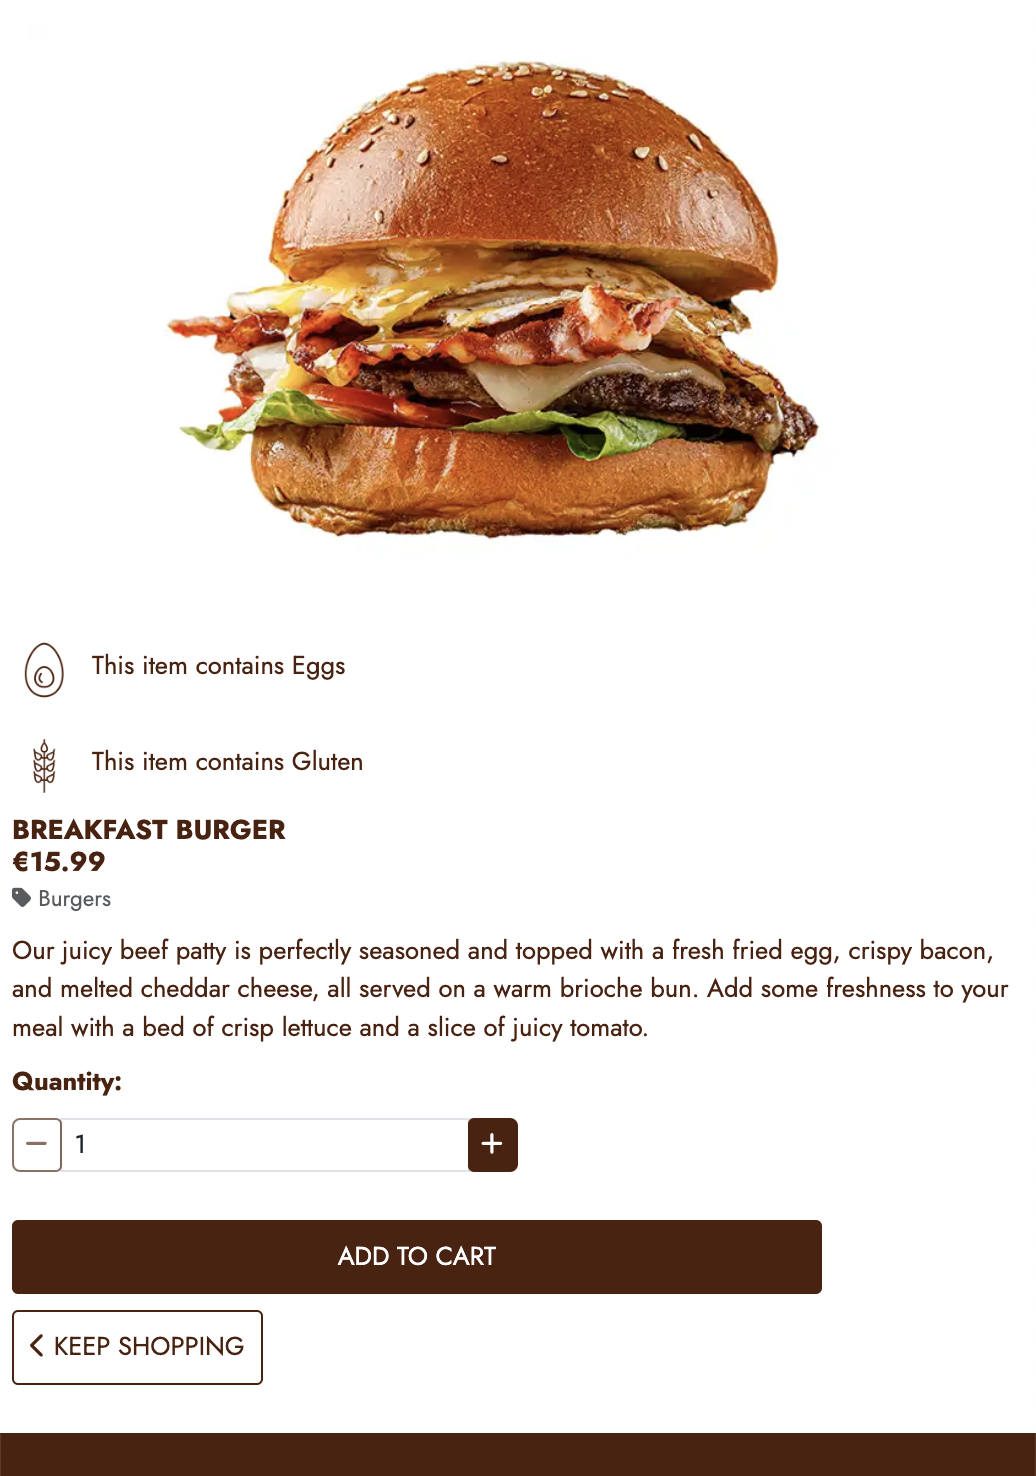 This item contains Eggs
This item contains Gluten
BREAKFAST BURGER
€15.99
Burgers
Our juicy beef patty is perfectly seasoned and topped with a fresh fried egg, crispy bacon,
and melted cheddar cheese, all served on a warm brioche bun. Add some freshness to your
meal with a bed of crisp lettuce and a slice of juicy tomato.
Quantity:
1
ADD TO CART
KEEP SHOPPING